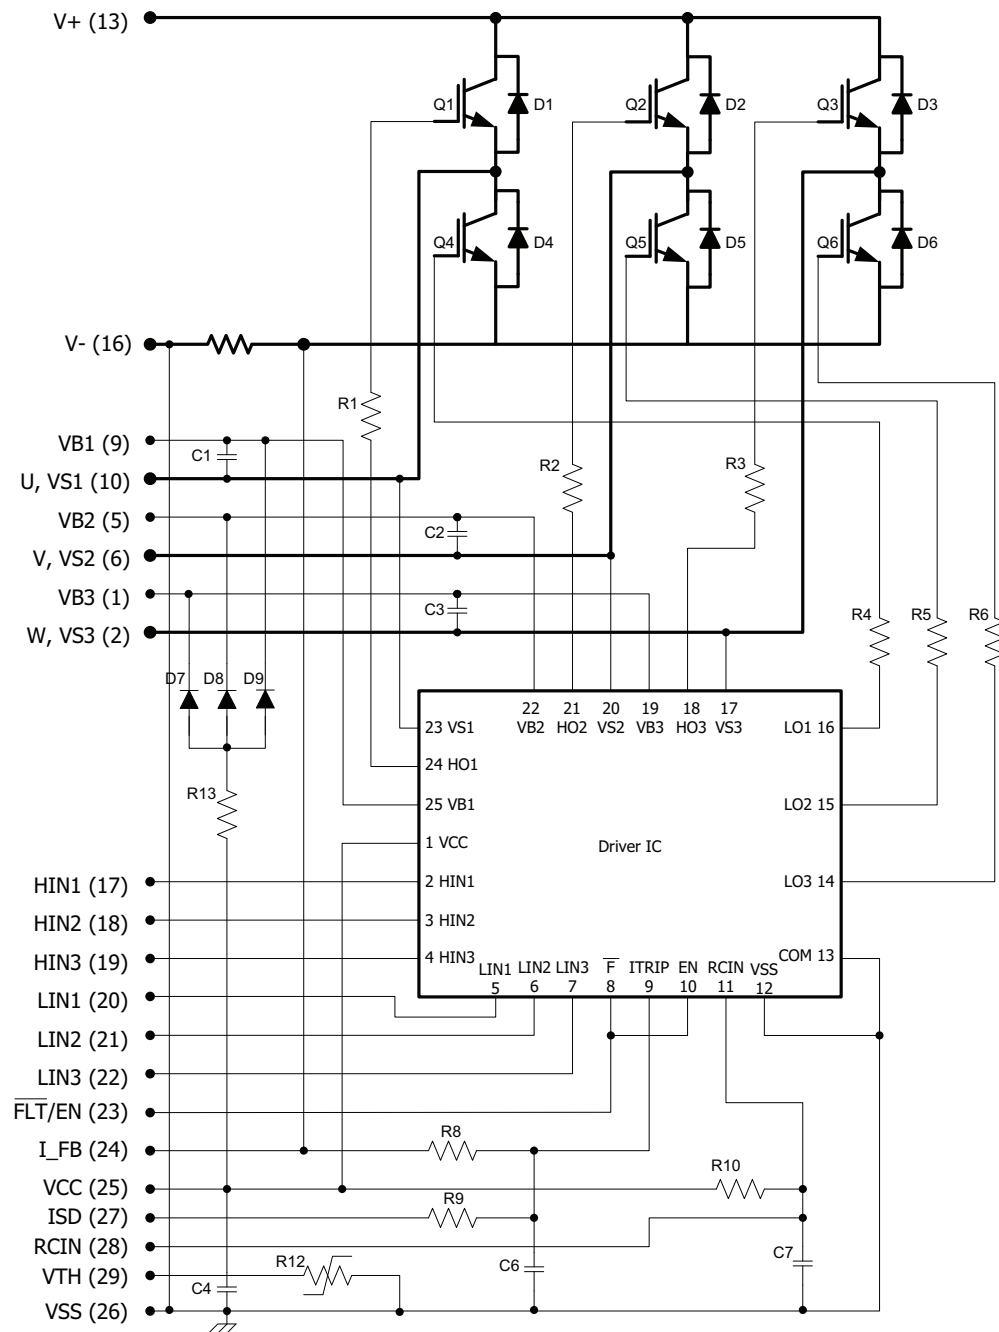 V+ (13)
Q1
D1
Q2
D2
Q3
D3
Q4
D4
Q5
D5
Q6
D6
V- (16)
R1
VB1 (9)
C1
R2
R3
U, VS1 (10)
VB2 (5)
C2
V, VS2 (6)
VB3 (1)
C3
R4
R5
R6
W, VS3 (2)
D7
D8
D9
22
21
20
19
18
17
VB2
HO2
VS2
VB3
HO3
VS3
23 VS1
LO1 16
24 HO1
R13
25 VB1
LO2 15
1 VCC
Driver IC
HIN1 (17)
2 HIN1
LO3 14
HIN2 (18)
3 HIN2
HIN3 (19)
4 HIN3
COM 13
LIN1
LIN2
LIN3
F
ITRIP
EN
RCIN
VSS
5
6
7
8
9
10
11
12
LIN1 (20)
LIN2 (21)
LIN3 (22)
FLT/EN (23)
I_FB (24)
R8
VCC (25)
R10
ISD (27)
R9
RCIN (28)
C7
VTH (29)
R12
C6
C4
VSS (26)